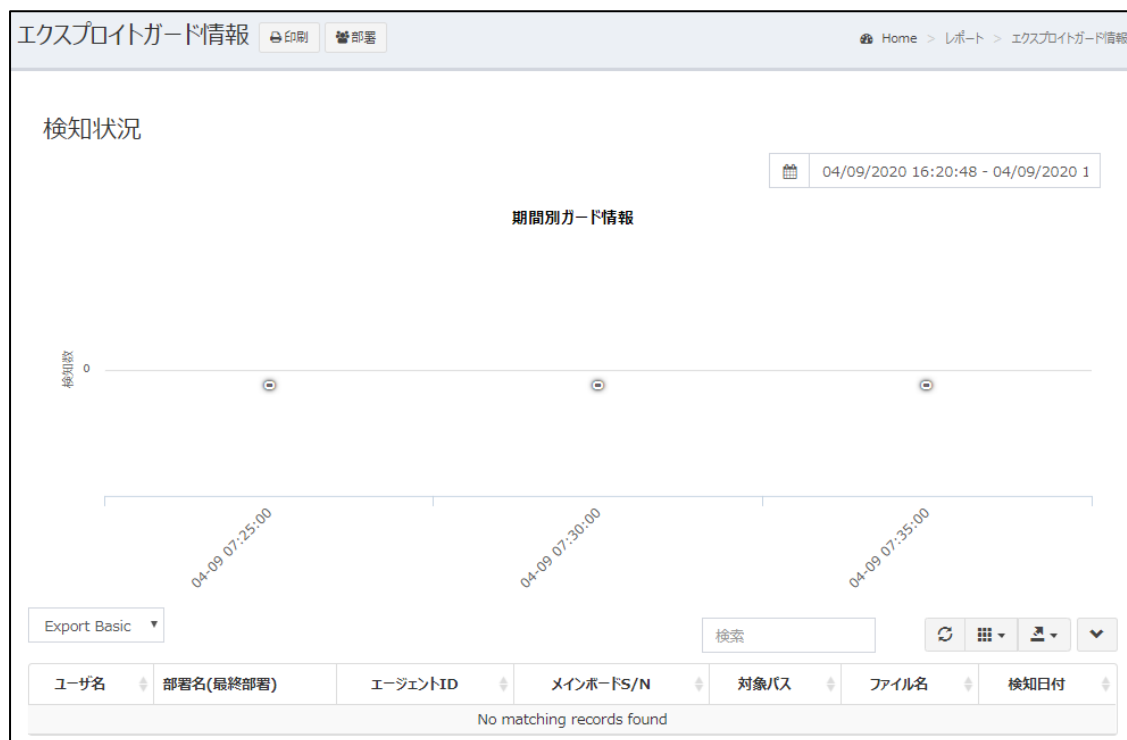 エクスプロイトガード情報 印刷 部署 Home > レポート > エクスプロイトガード情報
検知状況
04/09/2020 16:20:48 - 04/09/2020 1
期間別ガード情報
検知数
0
04-09 07:25:00 04-09 07:30:00 04-09 07:35:00
Export Basic 検索
ユーザ名 部署名(最終部署) エージェントID メインボードS/N 対象パス ファイル名 検知日付
No matching records found